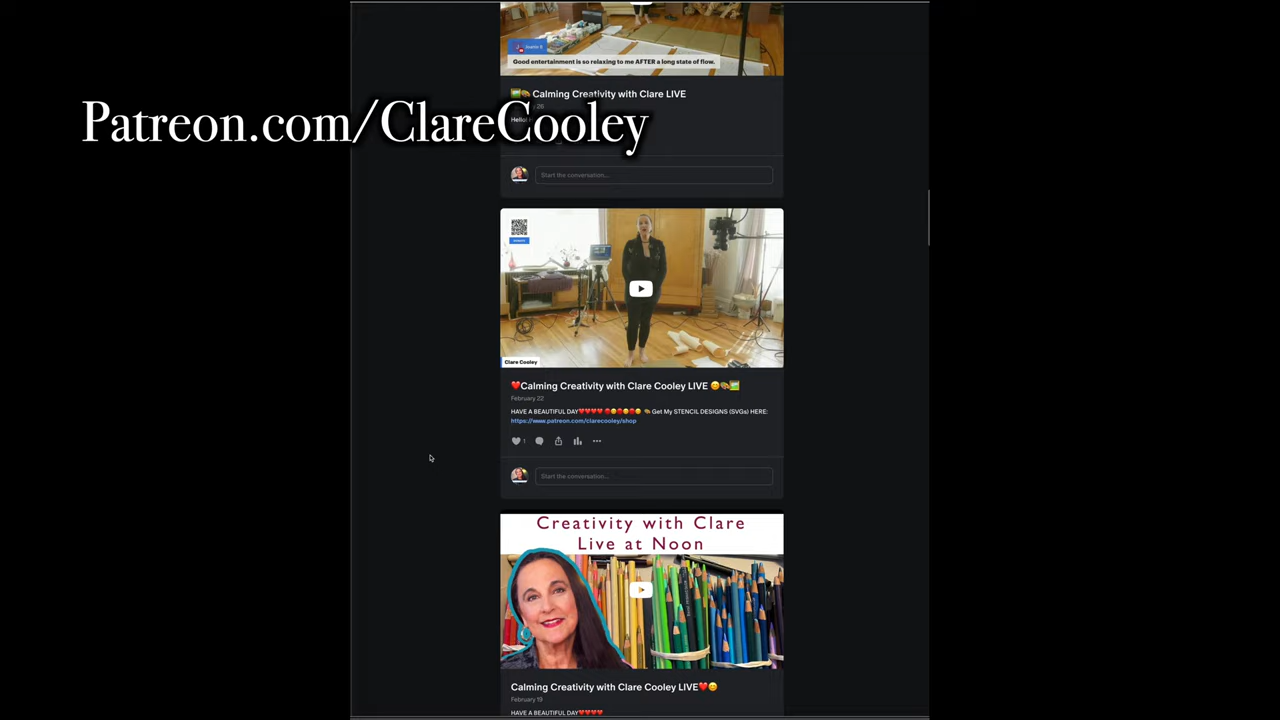 Good entertainment is so relaxing to me AFTER a long state of flow.
🖼️🎨 Calming Creativity with Clare LIVE
26
Hello!
Patreon.com/ClareCooley
Start the conversation...
Clare Cooley
❤️Calming Creativity with Clare Cooley LIVE 😊🎨🖼️
February 22
HAVE A BEAUTIFUL DAY❤️❤️❤️❤️ 🎨 Get My STENCIL DESIGNS (SVGs) HERE:
https://www.patreon.com/clarecooley/shop
1
Start the conversation...
Creativity with Clare
Live at Noon
Calming Creativity with Clare Cooley LIVE❤️😊
February 19
HAVE A BEAUTIFUL DAY❤️❤️❤️❤️